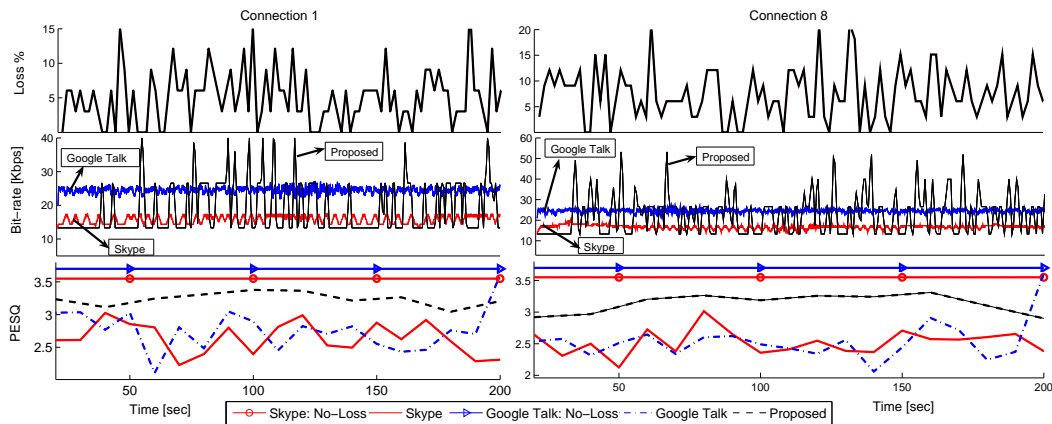 Connection 1
Connection 8
Loss %
15
10
5
20
15
10
5
Bit-rate [Kbps]
40
30
20
10
Google Talk
Proposed
Skype
60
50
40
30
20
10
Google Talk
Proposed
Skype
PESQ
3.5
3
2.5
3.5
3
2.5
2
50
100
150
200
50
100
150
200
Time [sec]
Time [sec]
Skype: No-Loss
Skype
Google Talk: No-Loss
Google Talk
Proposed